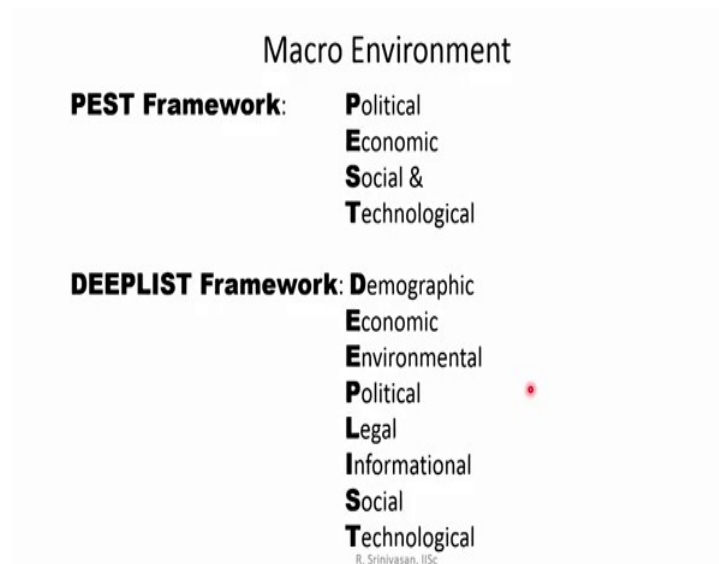 Macro Environment
PEST Framework: Political
Economic
Social &
Technological
DEEPLIST Framework: Demographic
Economic
Environmental
Political
Legal
Informational
Social
Technological
R. Srinivasan, IISc